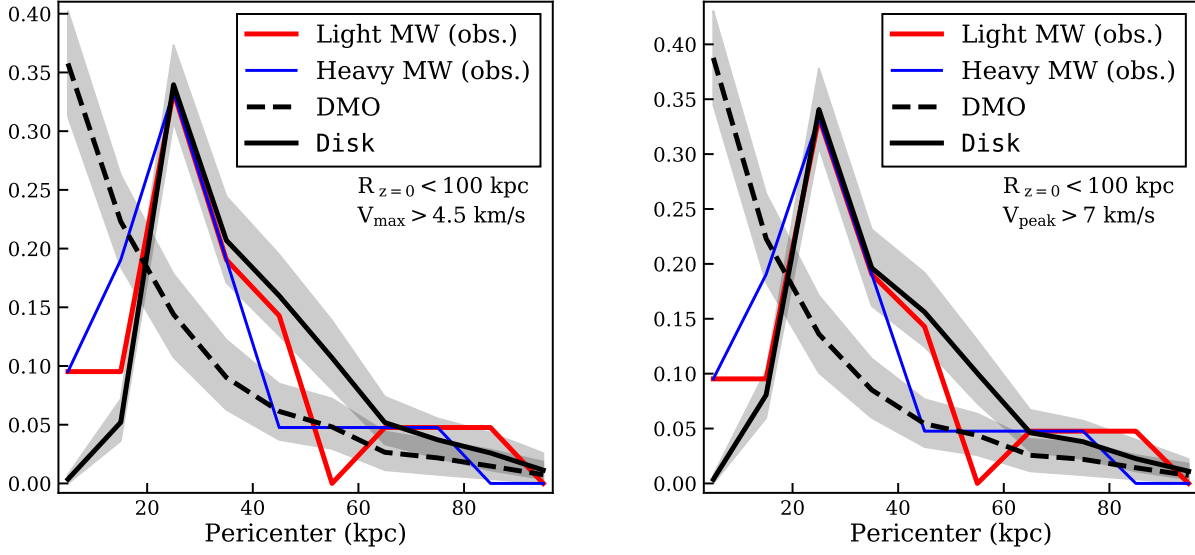 0.40
0.35
0.30
0.25
0.20
0.15
0.10
0.05
0.00
Light MW (obs.)
Heavy MW (obs.)
DMO
Disk
R z=0 < 100 kpc
Vmax > 4.5 km/s
20 40 60 80
Pericenter (kpc)
0.40
0.35
0.30
0.25
0.20
0.15
0.10
0.05
0.00
Light MW (obs.)
Heavy MW (obs.)
DMO
Disk
R z=0 < 100 kpc
Vpeak > 7 km/s
20 40 60 80
Pericenter (kpc)